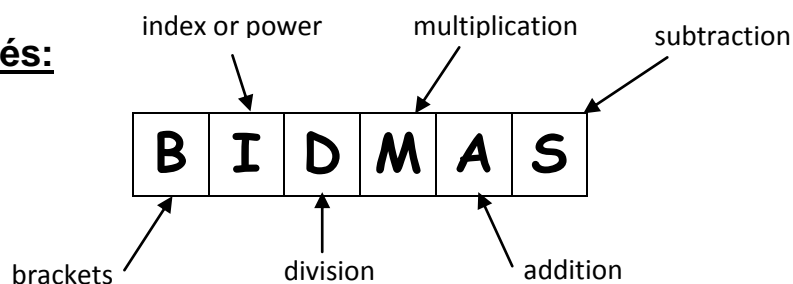 index or power
multiplication
subtraction
és:
B I D M A S
brackets
division
addition